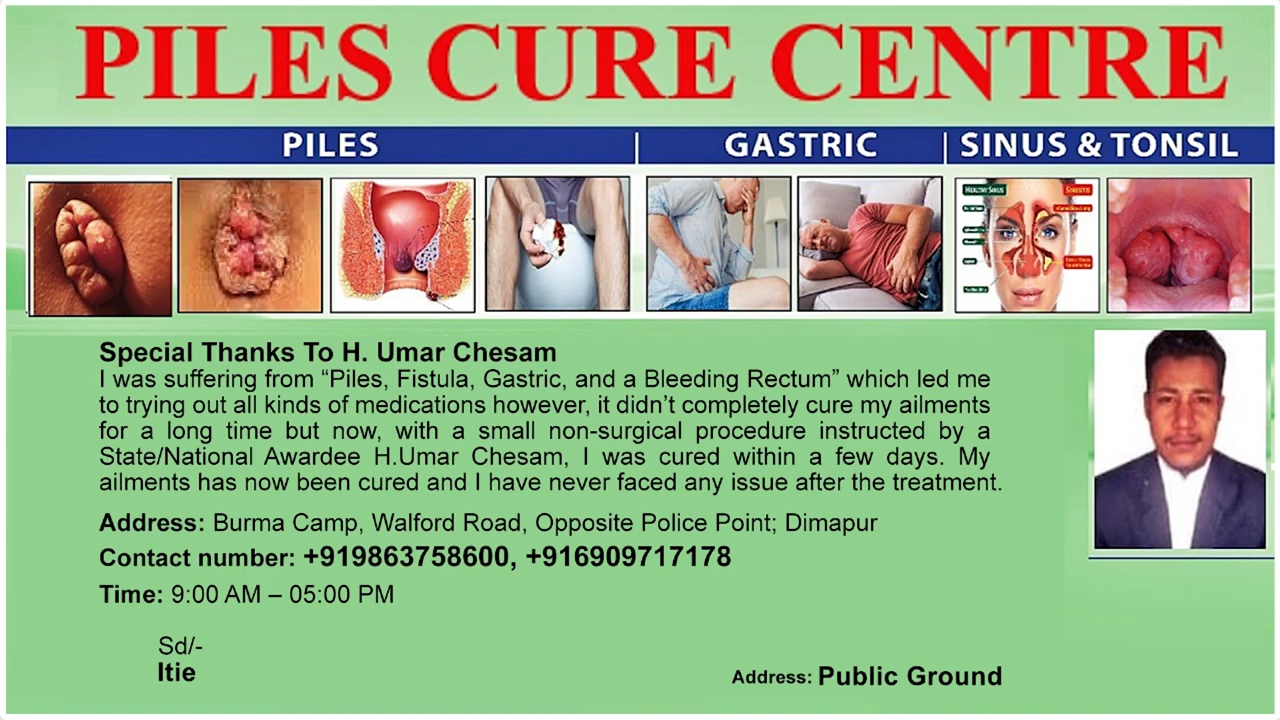 PILES CURE CENTRE
PILES | GASTRIC | SINUS & TONSIL
HEALTHY SINUS
SINUSITIS
Special Thanks To H. Umar Chesam
I was suffering from “Piles, Fistula, Gastric, and a Bleeding Rectum” which led me
to trying out all kinds of medications however, it didn’t completely cure my ailments
for a long time but now, with a small non-surgical procedure instructed by a
State/National Awardee H.Umar Chesam, I was cured within a few days. My
ailments has now been cured and I have never faced any issue after the treatment.
Address: Burma Camp, Walford Road, Opposite Police Point; Dimapur
Contact number: +919863758600, +916909717178
Time: 9:00 AM – 05:00 PM
Sd/-
Itie
Address: Public Ground